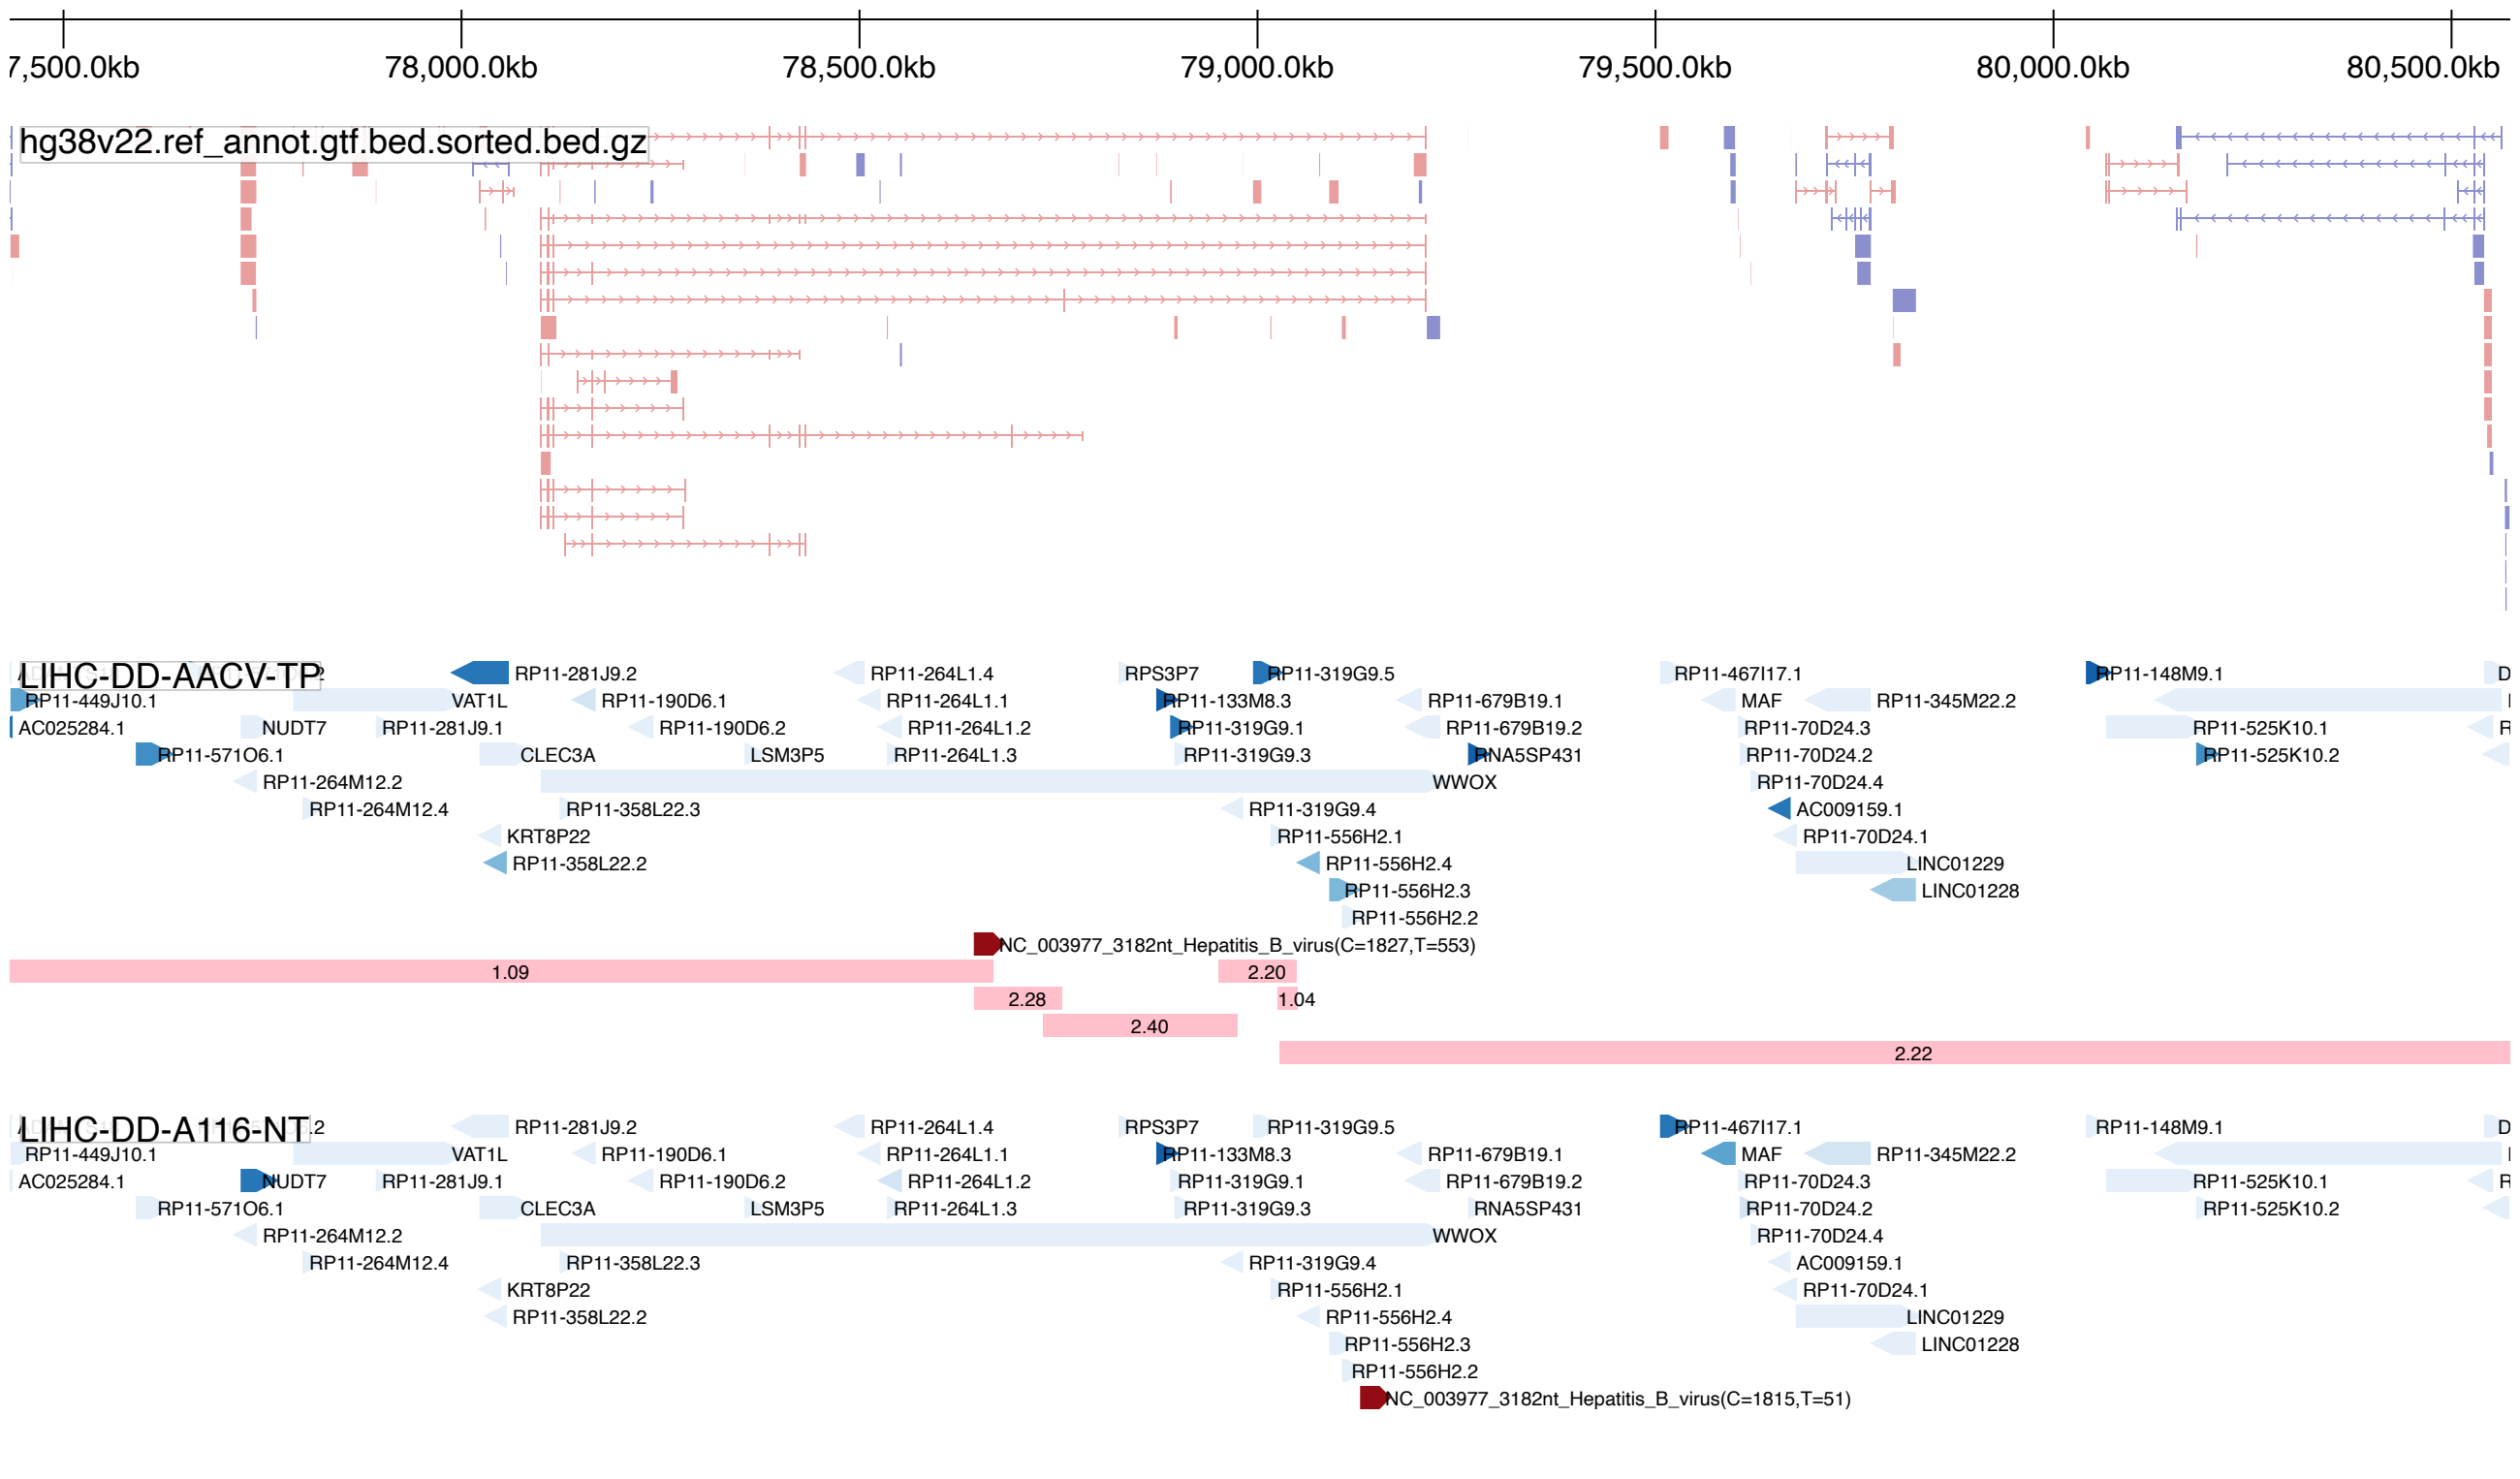 7,500.0kb 78,000.0kb 78,500.0kb 79,000.0kb 79,500.0kb 80,000.0kb 80,500.0kb
hg38v22.ref_annot.gtf.bed.sorted.bed.gz
LIHC-DD-AACV-TP RP11-281J9.2 RP11-264L1.4 RPS3P7 RP11-319G9.5 RP11-467I17.1 RP11-148M9.1 D
RP11-449J10.1 VAT1L RP11-190D6.1 RP11-264L1.1 RP11-133M8.3 RP11-679B19.1 MAF RP11-345M22.2
AC025284.1 NUDT7 RP11-281J9.1 RP11-190D6.2 RP11-264L1.2 RP11-319G9.1 RP11-679B19.2 RP11-70D24.3 RP11-525K10.1
RP11-571O6.1 CLEC3A LSM3P5 RP11-264L1.3 RP11-319G9.3 RNA5SP431 RP11-70D24.2 RP11-525K10.2
RP11-264M12.2 WWOX RP11-70D24.4
RP11-264M12.4 RP11-358L22.3 RP11-319G9.4 AC009159.1
KRT8P22 RP11-556H2.1 RP11-70D24.1
RP11-358L22.2 RP11-556H2.4 LINC01229
RP11-556H2.3 LINC01228
RP11-556H2.2
NC_003977_3182nt_Hepatitis_B_virus(C=1827,T=553)
1.09 2.20
2.28 1.04
2.40
2.22
LIHC-DD-A116-NT .2 RP11-281J9.2 RP11-264L1.4 RPS3P7 RP11-319G9.5 RP11-467I17.1 RP11-148M9.1 D
RP11-449J10.1 VAT1L RP11-190D6.1 RP11-264L1.1 RP11-133M8.3 RP11-679B19.1 MAF RP11-345M22.2
AC025284.1 NUDT7 RP11-281J9.1 RP11-190D6.2 RP11-264L1.2 RP11-319G9.1 RP11-679B19.2 RP11-70D24.3 RP11-525K10.1
RP11-571O6.1 CLEC3A LSM3P5 RP11-264L1.3 RP11-319G9.3 RNA5SP431 RP11-70D24.2 RP11-525K10.2
RP11-264M12.2 WWOX RP11-70D24.4
RP11-264M12.4 RP11-358L22.3 RP11-319G9.4 AC009159.1
KRT8P22 RP11-556H2.1 RP11-70D24.1
RP11-358L22.2 RP11-556H2.4 LINC01229
RP11-556H2.3 LINC01228
RP11-556H2.2
NC_003977_3182nt_Hepatitis_B_virus(C=1815,T=51)